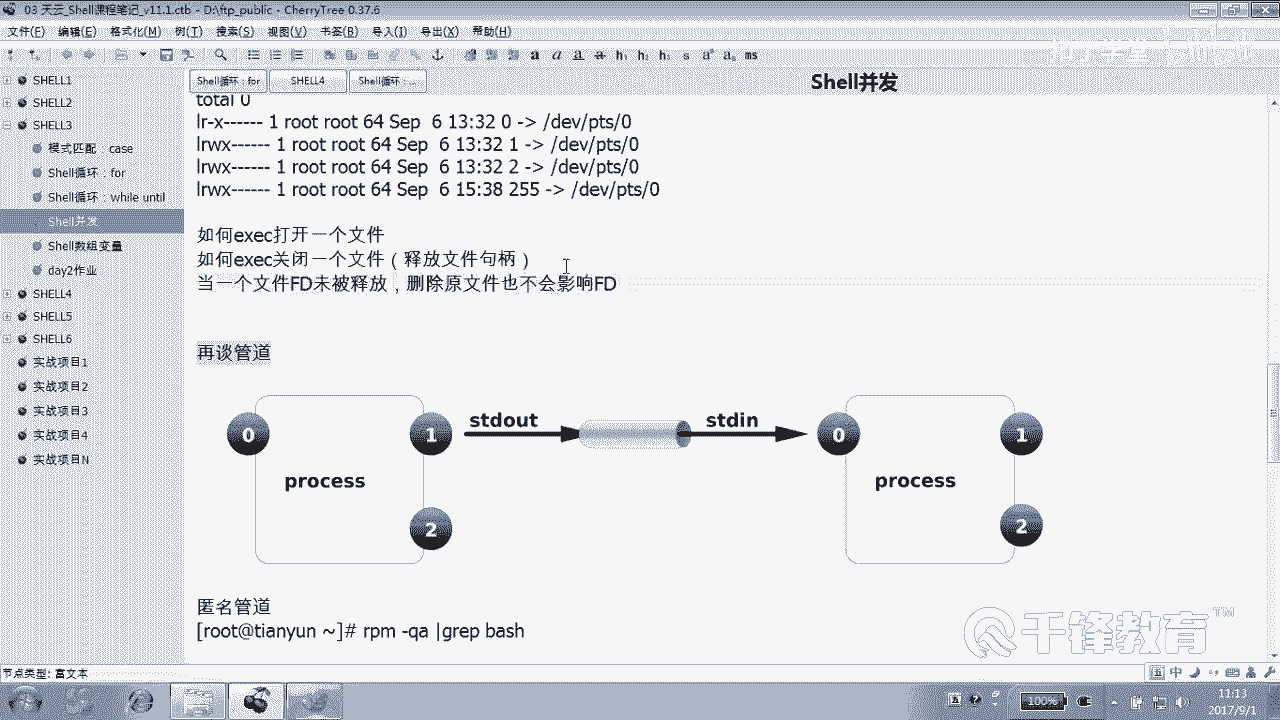 03 天云_Shell课程笔记_v11.1.ctb - D:\ftp_public - CherryTree 0.37.6
文件(F) 编辑(E) 格式化(M) 树(T) 搜索(S) 视图(V) 书签(B) 导入(I) 导出(X) 帮助(H)
a a a a h₁ h₂ h₃ s aˢ aₛ ms
SHELL1
SHELL2
SHELL3
模式匹配：case
Shell循环：for
Shell循环：while until
Shell并发
Shell数组变量
day2作业
SHELL4
SHELL5
SHELL6
实战项目1
实战项目2
实战项目3
实战项目4
实战项目N
Shell循环：for SHELL4 Shell循环：...
Shell并发
total 0
lr-x------ 1 root root 64 Sep  6 13:32 0 -> /dev/pts/0
lrwx------ 1 root root 64 Sep  6 13:32 1 -> /dev/pts/0
lrwx------ 1 root root 64 Sep  6 13:32 2 -> /dev/pts/0
lrwx------ 1 root root 64 Sep  6 15:38 255 -> /dev/pts/0
如何exec打开一个文件
如何exec关闭一个文件（释放文件句柄）
当一个文件FD未被释放，删除原文件也不会影响FD
再谈管道
0 1 stdout stdin 0 1
process process
2 2
匿名管道
[root@tianyun ~]# rpm -qa |grep bash
千锋教育™
节点类型: 富文本
中
100%
11:13
2017/9/1